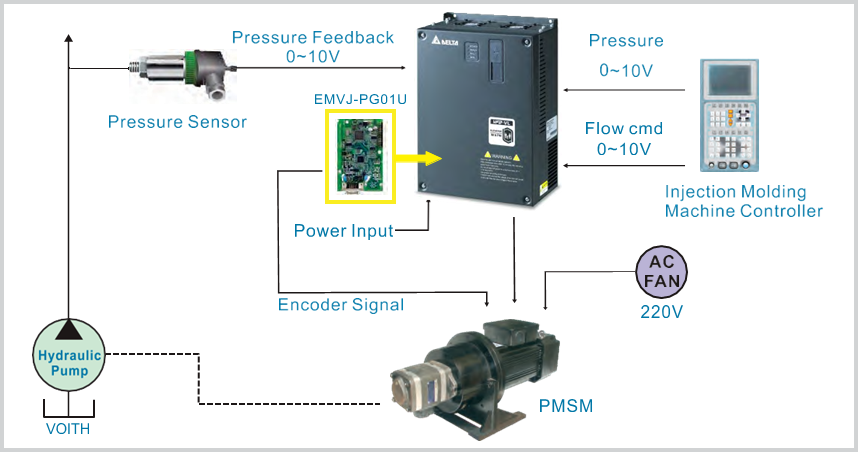 Pressure Feedback
0~10V
Pressure Sensor
EMVJ-PG01U
DELTA
WARNING
Pressure
0~10V
Flow cmd
0~10V
Injection Molding
Machine Controller
Power Input
Encoder Signal
AC
FAN
220V
Hydraulic
Pump
VOITH
PMSM